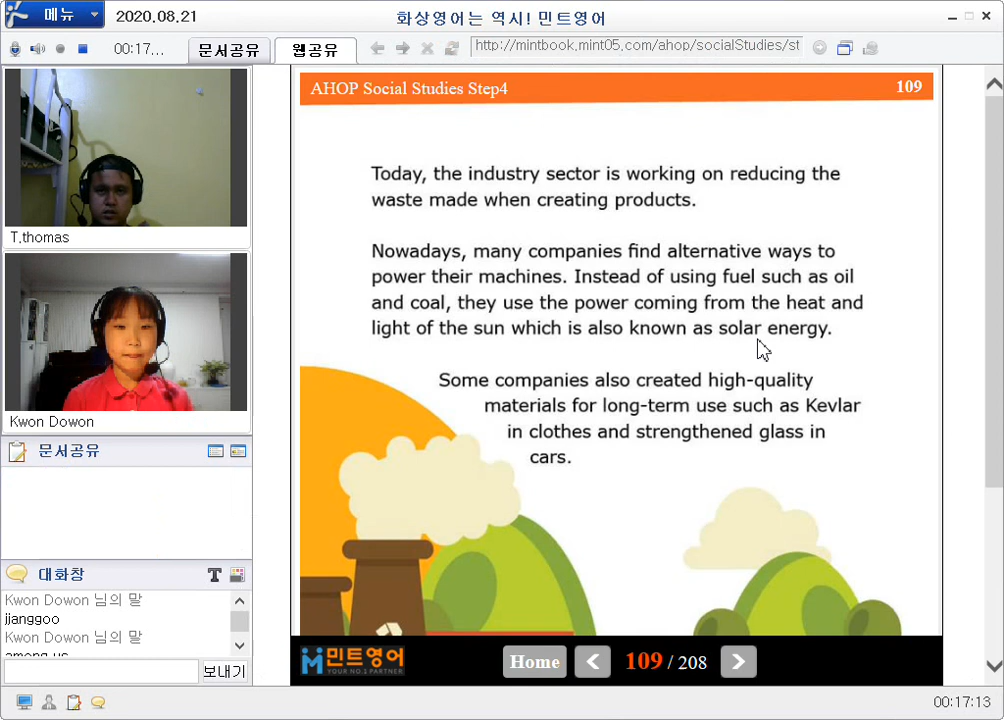 메뉴
2020.08.21
화상영어는 역시! 민트영어
00:17...
문서공유
웹공유
http://mintbook.mint05.com/ahop/socialStudies/st
T.thomas
Kwon Dowon
문서공유
대화창
Kwon Dowon 님의 말
jjanggoo
Kwon Dowon 님의 말
among us
보내기
AHOP Social Studies Step4
109
Today, the industry sector is working on reducing the
waste made when creating products.
Nowadays, many companies find alternative ways to
power their machines. Instead of using fuel such as oil
and coal, they use the power coming from the heat and
light of the sun which is also known as solar energy.
Some companies also created high-quality
materials for long-term use such as Kevlar
in clothes and strengthened glass in
cars.
민트영어
YOUR NO.1 PARTNER
Home
109 / 208
00:17:13